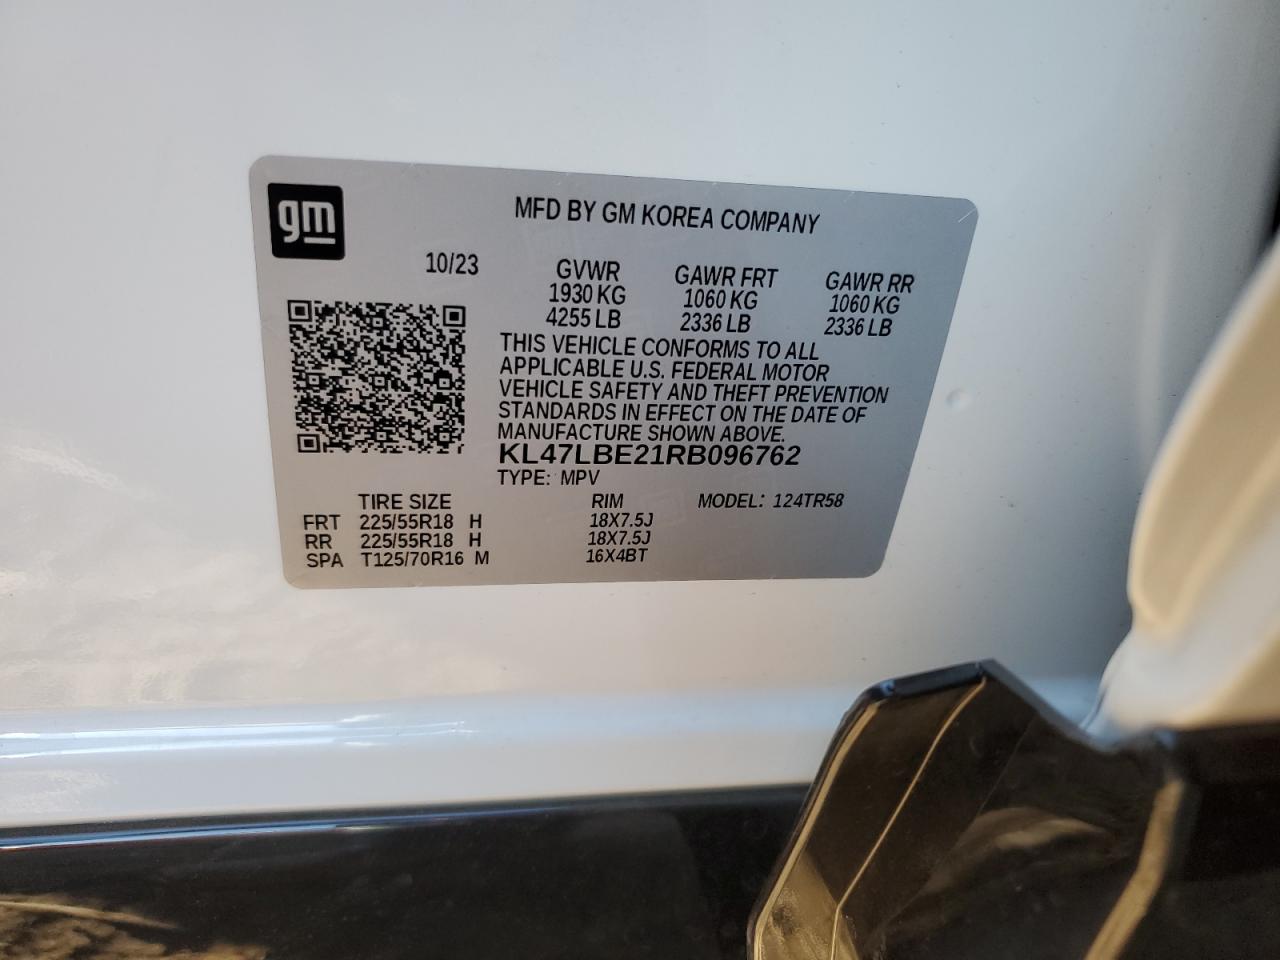 gm
MFD BY GM KOREA COMPANY
10/23
GVWR GAWR FRT GAWR RR
1930 KG 1060 KG 1060 KG
4255 LB 2336 LB 2336 LB
THIS VEHICLE CONFORMS TO ALL
APPLICABLE U.S. FEDERAL MOTOR
VEHICLE SAFETY AND THEFT PREVENTION
STANDARDS IN EFFECT ON THE DATE OF
MANUFACTURE SHOWN ABOVE.
KL47LBE21RB096762
TYPE: MPV
TIRE SIZE RIM MODEL: 124TR58
FRT 225/55R18 H 18X7.5J
RR 225/55R18 H 18X7.5J
SPA T125/70R16 M 16X4BT